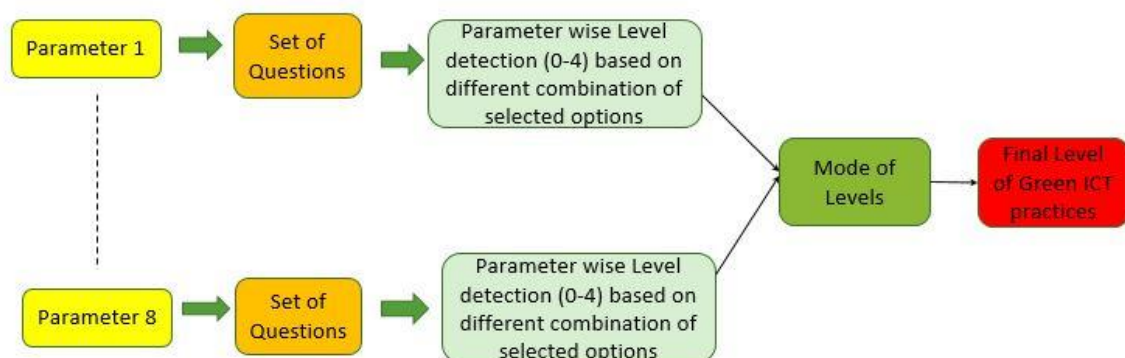 Parameter 1
Set of
Questions
Parameter wise Level
detection (0-4) based on
different combination of
selected options
Mode of
Levels
Final Level
of Green ICT
practices
Parameter 8
Set of
Questions
Parameter wise Level
detection (0-4) based on
different combination of
selected options